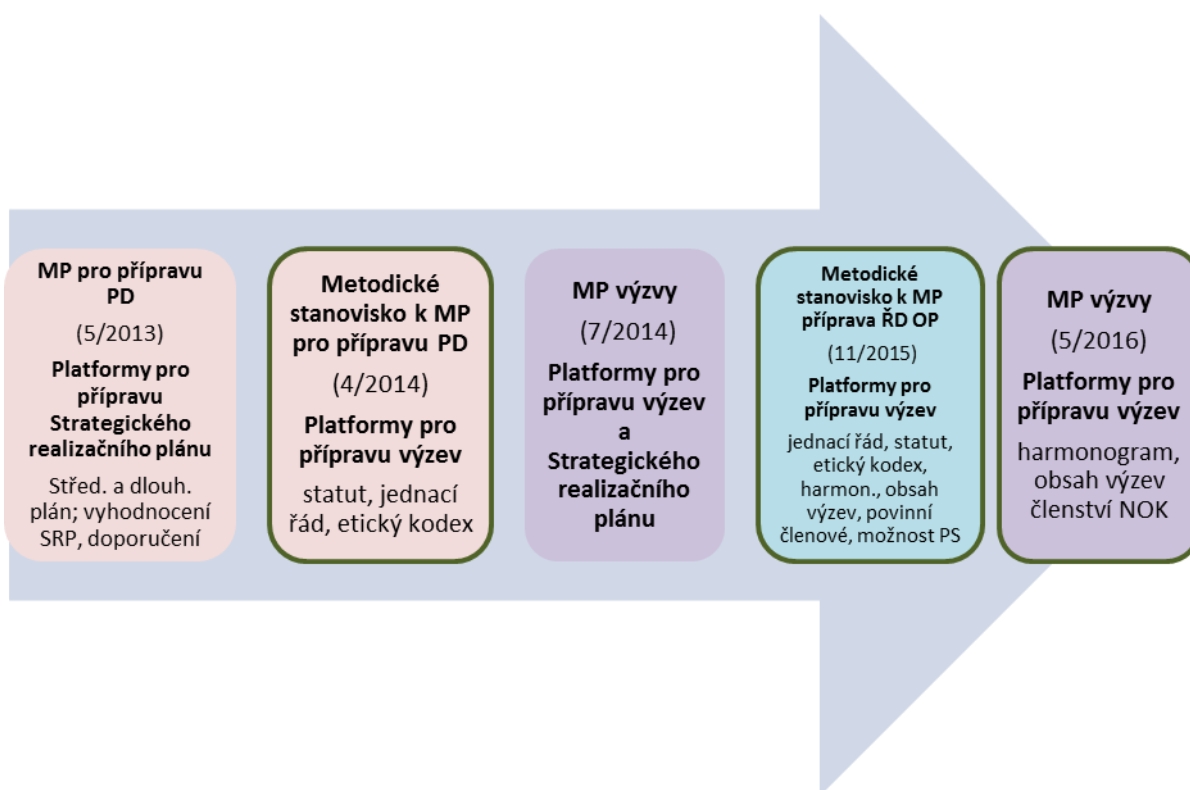 MP pro přípravu
PD
(5/2013)
Platformy pro
přípravu
Strategického
realizačního plánu
Střed. a dlouh.
plán; vyhodnocení
SRP, doporučení
Metodické
stanovisko k MP
pro přípravu PD
(4/2014)
Platformy pro
přípravu výzev
statut, jednací
řád, etický kodex
MP výzvy
(7/2014)
Platformy pro
přípravu výzev
a
Strategického
realizačního
plánu
Metodické
stanovisko k MP
příprava ŘD OP
(11/2015)
Platformy pro
přípravu výzev
jednací řád, statut,
etický kodex,
harmon., obsah
výzev, povinní
členové, možnost PS
MP výzvy
(5/2016)
Platformy pro
přípravu výzev
harmonogram,
obsah výzev
členství NOK